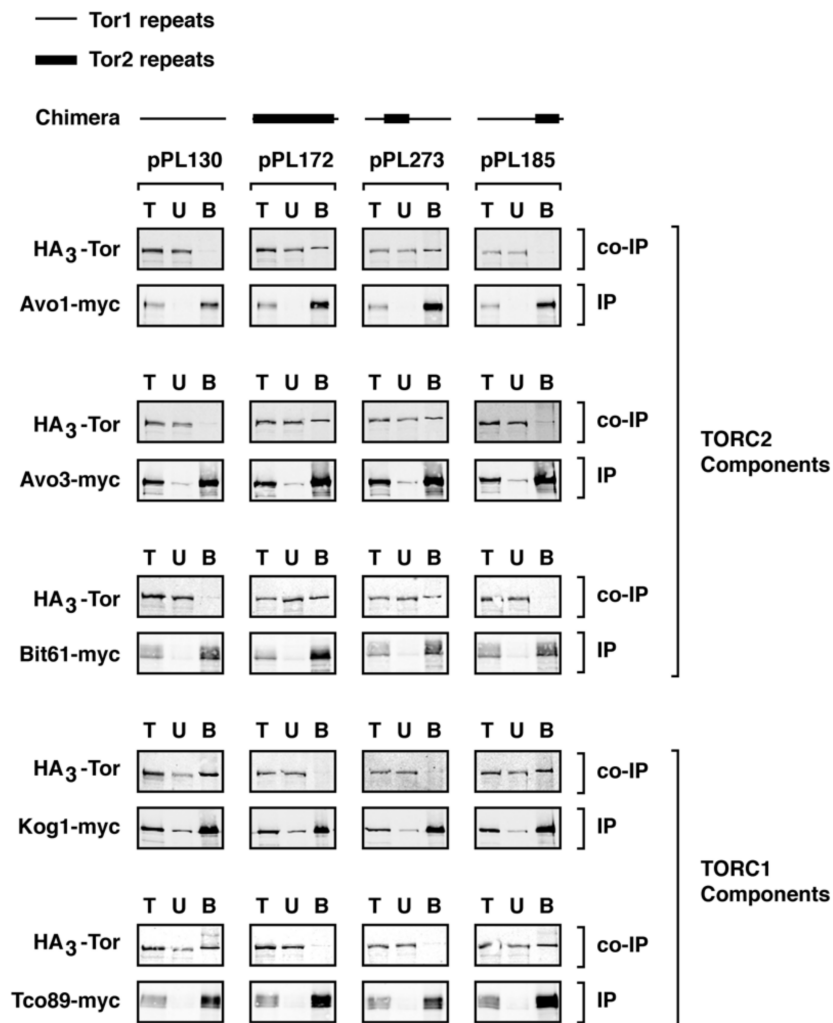 Tor1 repeats
Tor2 repeats
Chimera
pPL130 pPL172 pPL273 pPL185
T U B T U B T U B T U B
HA3-Tor co-IP
Avo1-myc IP
T U B T U B T U B T U B
HA3-Tor co-IP
Avo3-myc IP
TORC2
Components
T U B T U B T U B T U B
HA3-Tor co-IP
Bit61-myc IP
T U B T U B T U B T U B
HA3-Tor co-IP
Kog1-myc IP
TORC1
Components
T U B T U B T U B T U B
HA3-Tor co-IP
Tco89-myc IP